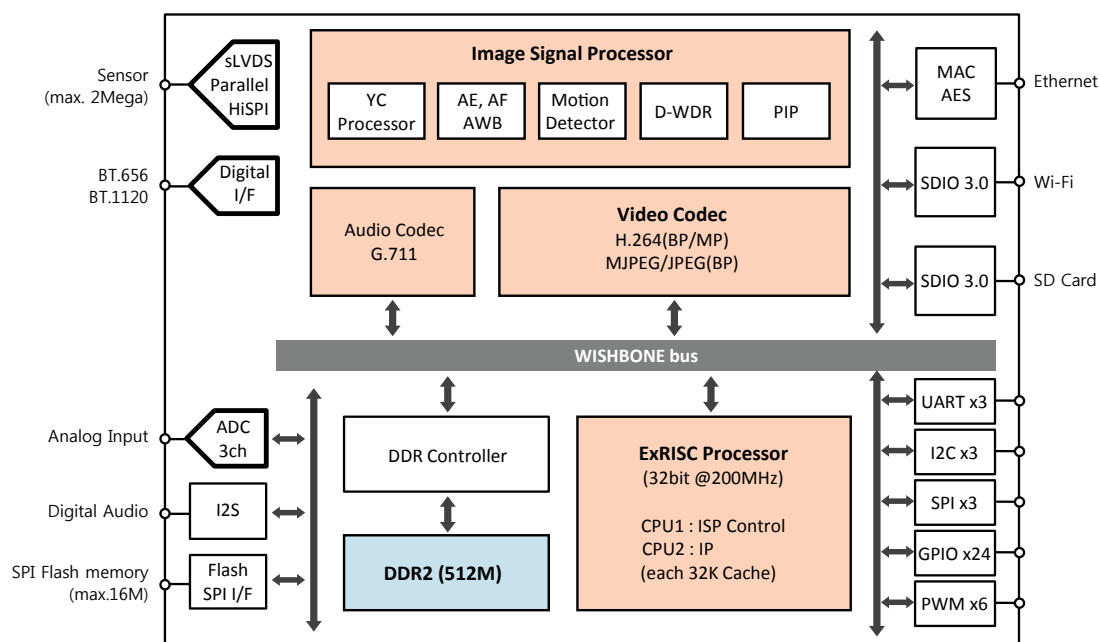 Image Signal Processor
YC
Processor
AE, AF
AWB
Motion
Detector
D-WDR
PIP
Sensor
(max. 2Mega)
sLVDS
Parallel
HiSPI
BT.656
BT.1120
Digital
I/F
Audio Codec
G.711
Video Codec
H.264(BP/MP)
MJPEG/JPEG(BP)
MAC
AES
Ethernet
SDIO 3.0
Wi-Fi
SDIO 3.0
SD Card
WISHBONE bus
Analog Input
ADC
3ch
Digital Audio
I2S
SPI Flash memory
(max.16M)
Flash
SPI I/F
DDR Controller
DDR2 (512M)
ExRISC Processor
(32bit @200MHz)
CPU1 : ISP Control
CPU2 : IP
(each 32K Cache)
UART x3
I2C x3
SPI x3
GPIO x24
PWM x6